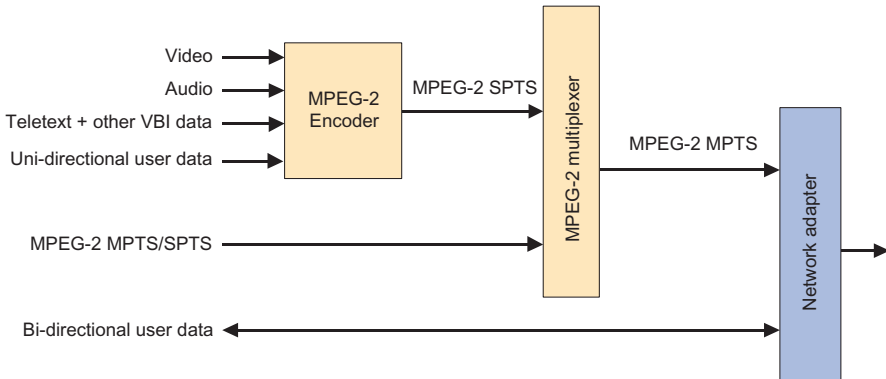 Video
Audio
Teletext + other VBI data
Uni-directional user data
MPEG-2
Encoder
MPEG-2 SPTS
MPEG-2 multiplexer
MPEG-2 MPTS
Network adapter
MPEG-2 MPTS/SPTS
Bi-directional user data